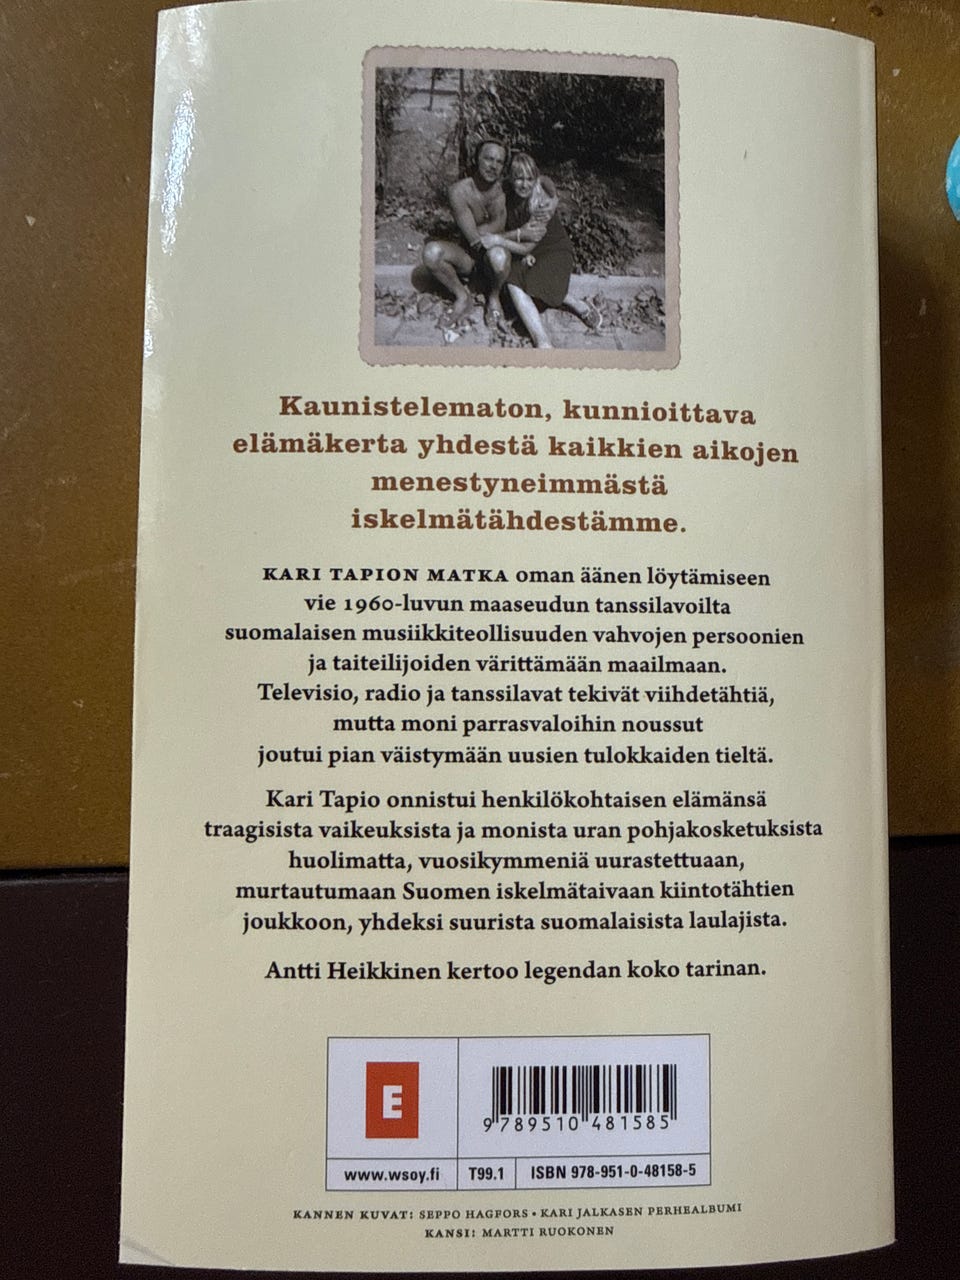 Kaunistelematon, kunnioittava
elämäkerta yhdestä kaikkien aikojen
menestyneimmästä
iskelmätähdestämme.
KARI TAPION MATKA oman äänen löytämiseen
vie 1960-luvun maaseudun tanssilavoilta
suomalaisen musiikkiteollisuuden vahvojen persoonien
ja taiteilijoiden värittämään maailmaan.
Televisio, radio ja tanssilavat tekivät viihdetähtiä,
mutta moni parrasvaloihin noussut
joutui pian väistymään uusien tulokkaiden tieltä.
Kari Tapio onnistui henkilökohtaisen elämänsä
traagisista vaikeuksista ja monista uran pohjakosketuksista
huolimatta, vuosikymmeniä uurastettuaan,
murtautumaan Suomen iskelmätaivaan kiintotähtien
joukkoon, yhdeksi suurista suomalaisista laulajista.
Antti Heikkinen kertoo legendan koko tarinan.
E
9 789510 481585
www.wsoy.fi T99.1 ISBN 978-951-0-48158-5
KANNEN KUVAT: SEPPO HAGFORS • KARI JALKASEN PERHEALBUMI
KANSI: MARTTI RUOKONEN